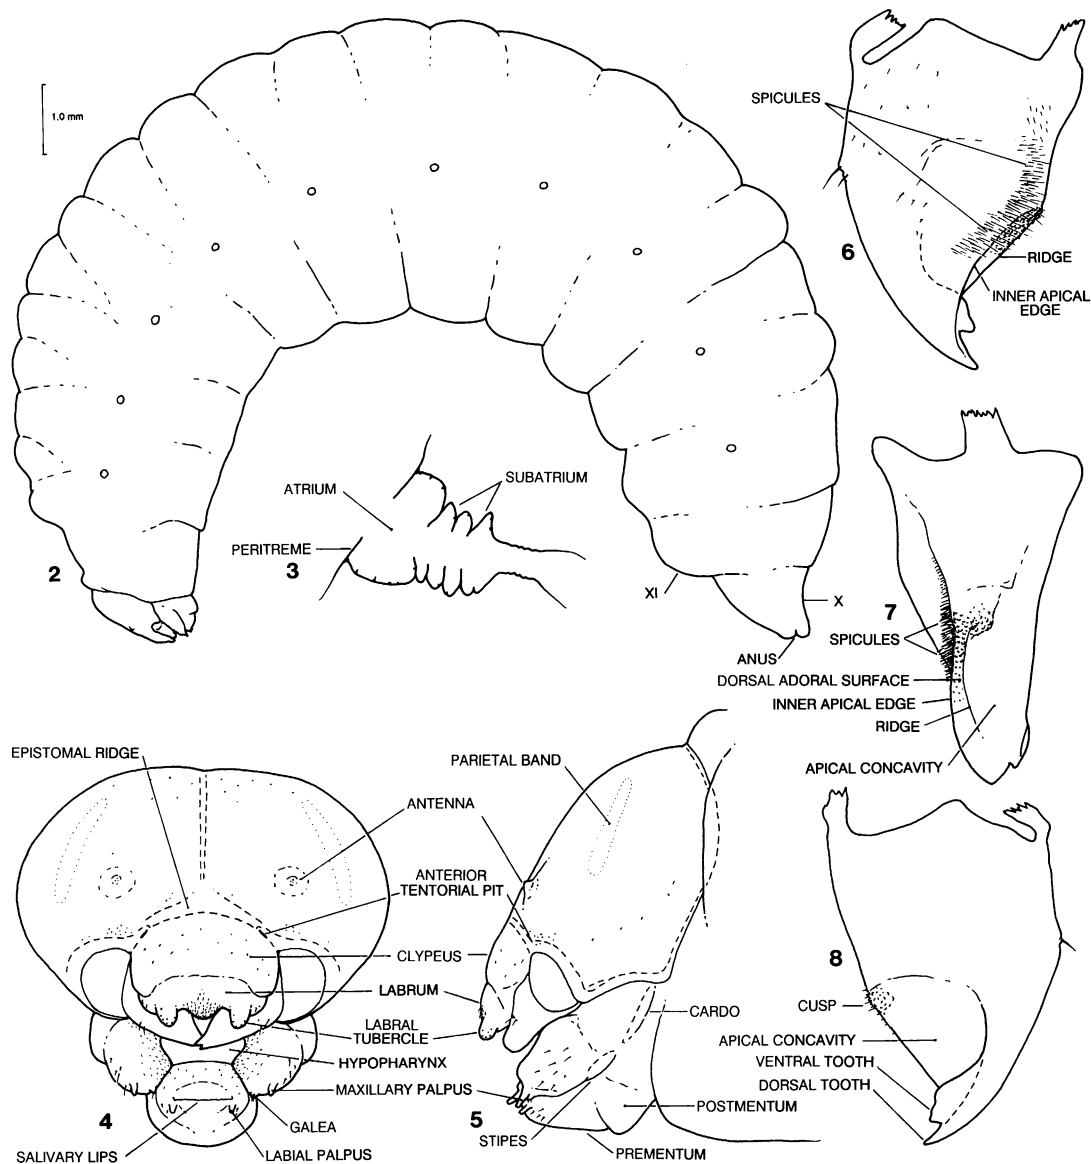 1.0 mm
2
ATRIUM
SUBATRIUM
PERITREME
3
XI
X
ANUS
SPICULES
6
RIDGE
INNER APICAL
EDGE
7
SPICULES
DORSAL ADORAL SURFACE
INNER APICAL EDGE
RIDGE
APICAL CONCAVITY
EPISTOMAL RIDGE
PARIETAL BAND
ANTENNA
ANTERIOR
TENTORIAL PIT
CLYPEUS
LABRUM
LABRAL
TUBERCLE
HYPOPHARYNX
MAXILLARY PALPUS
4
GALEA
SALIVARY LIPS
LABIAL PALPUS
CARDO
5
POSTMENTUM
STIPES
PREMENTUM
8
CUSP
APICAL CONCAVITY
VENTRAL TOOTH
DORSAL TOOTH